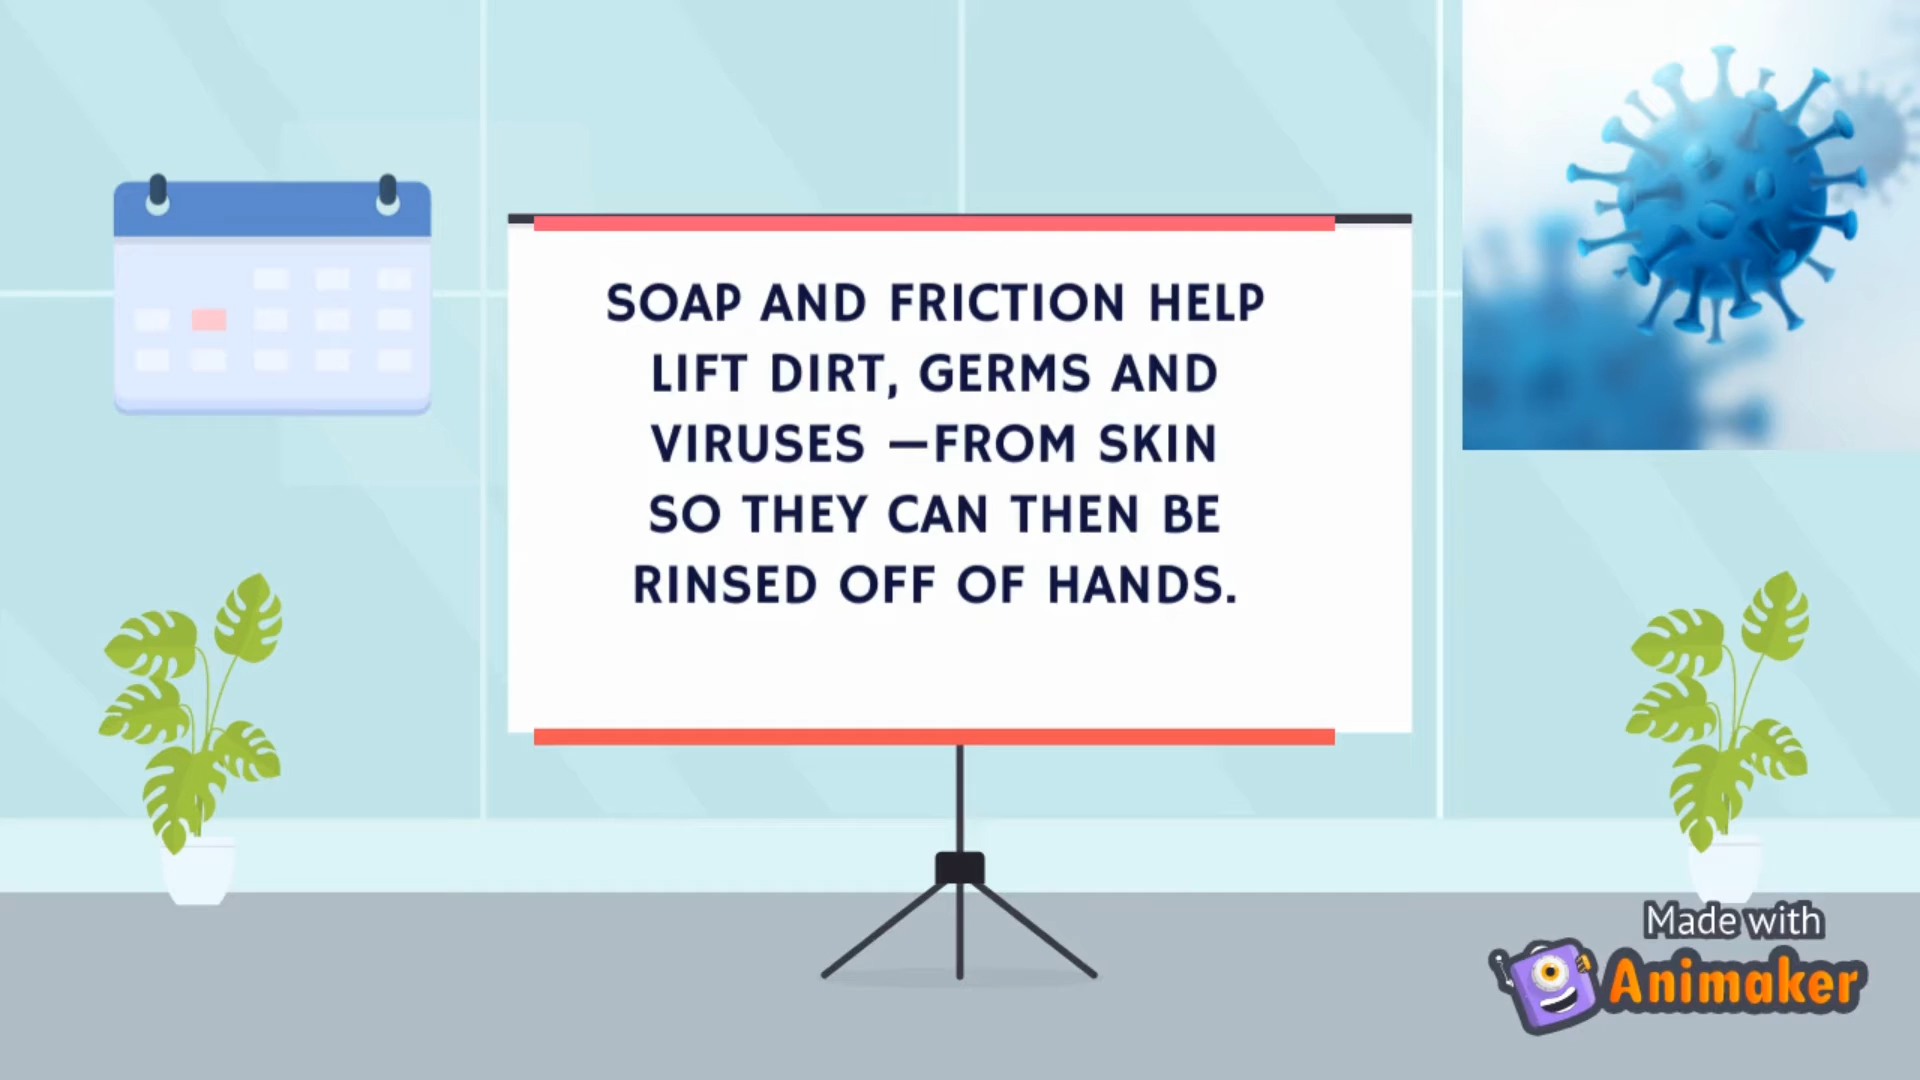 SOAP AND FRICTION HELP
LIFT DIRT, GERMS AND
VIRUSES —FROM SKIN
SO THEY CAN THEN BE
RINSED OFF OF HANDS.
Made with
Animaker